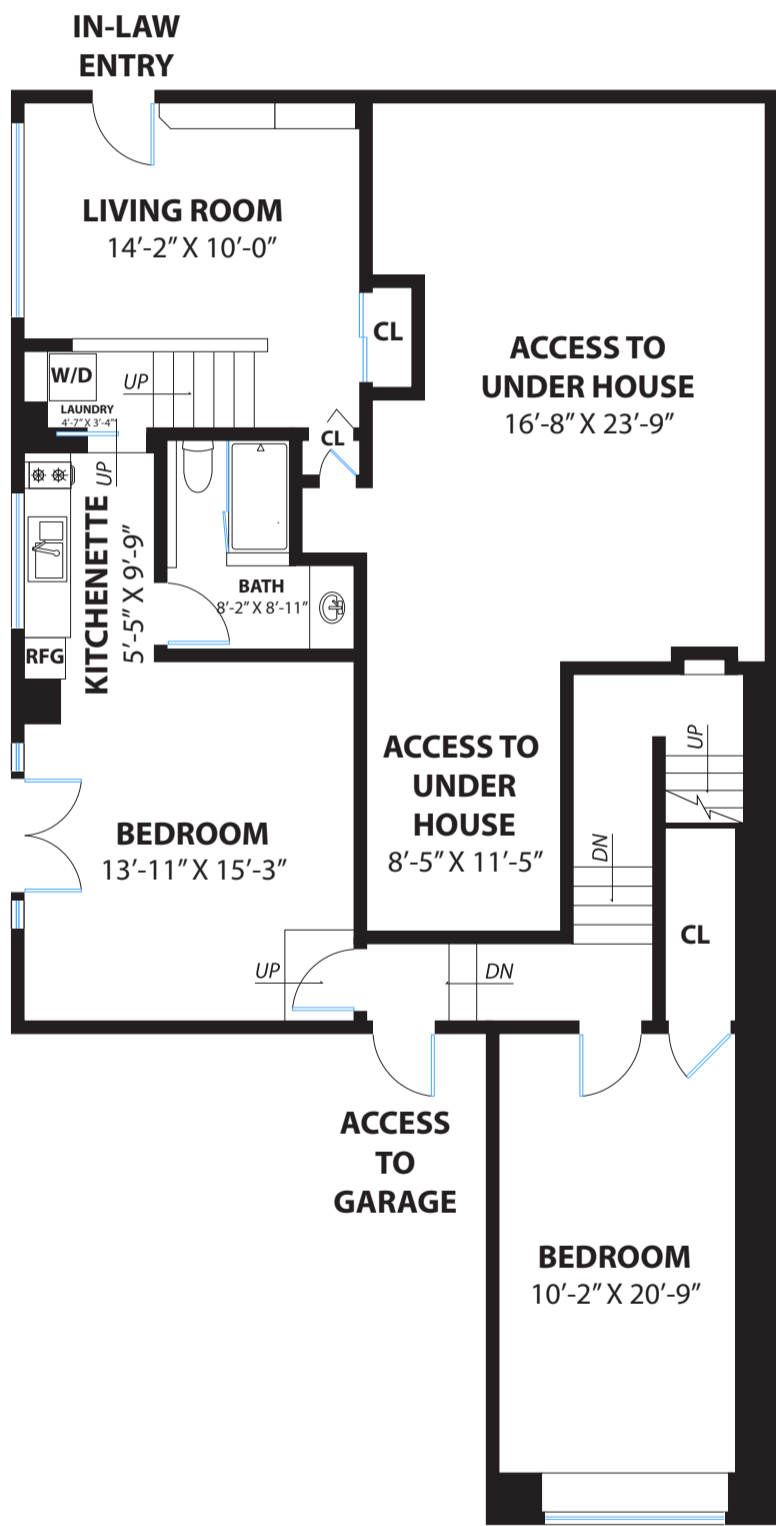 IN-LAW
ENTRY
LIVING ROOM
14′-2″ X 10′-0″
CL
ACCESS TO
UNDER HOUSE
16′-8″ X 23′-9″
W/D
UP
LAUNDRY
4′-7″ X 3′-4″
CL
UP
KITCHENETTE
5′-5″ X 9′-9″
BATH
8′-2″ X 8′-11″
RFG
ACCESS TO
UNDER
HOUSE
8′-5″ X 11′-5″
UP
DN
BEDROOM
13′-11″ X 15′-3″
CL
UP
DN
ACCESS
TO
GARAGE
BEDROOM
10′-2″ X 20′-9″